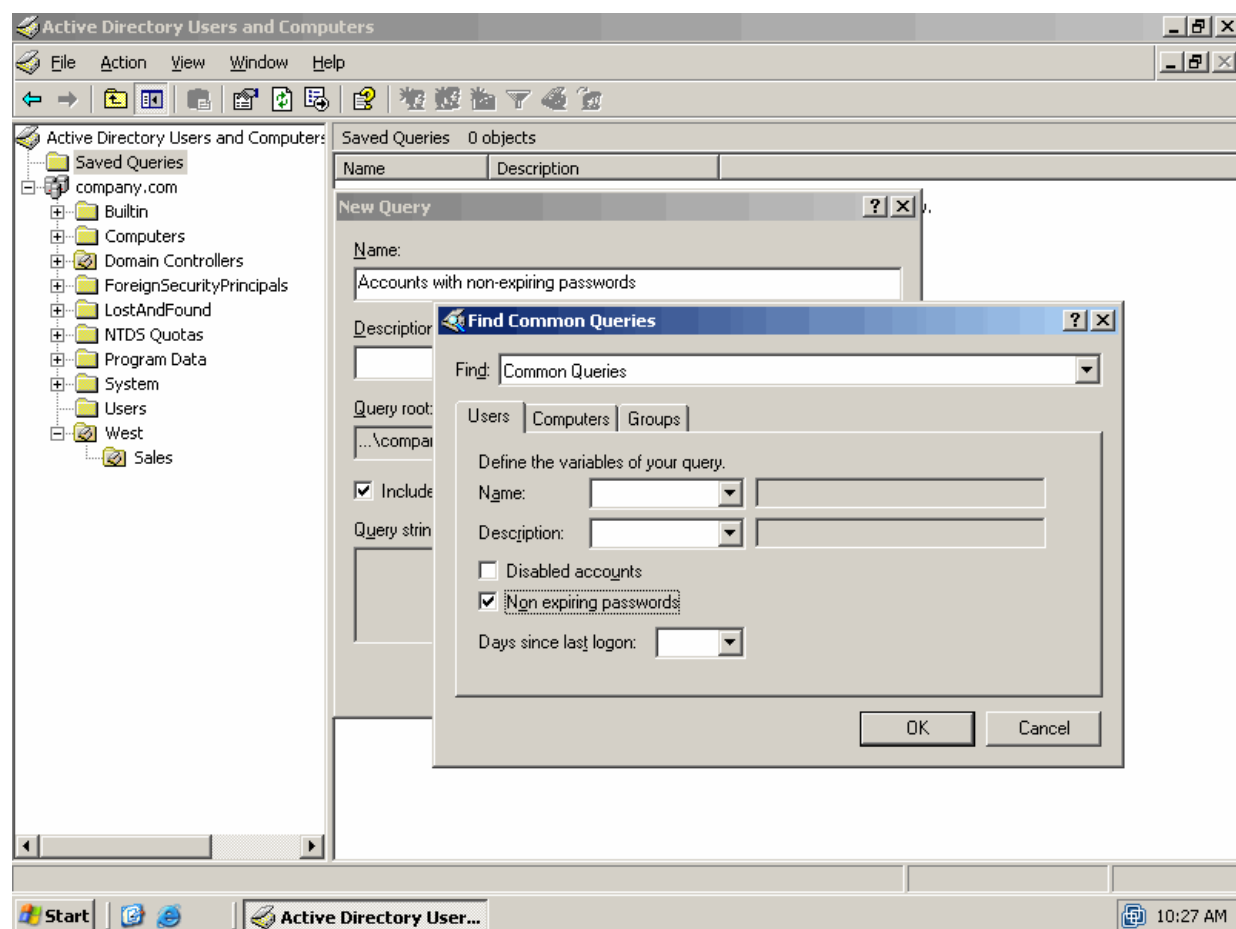 Active Directory Users and Computers
File Action View Window Help
Active Directory Users and Computers
Saved Queries
company.com
Builtin
Computers
Domain Controllers
ForeignSecurityPrincipals
LostAndFound
NTDS Quotas
Program Data
System
Users
West
Sales
Saved Queries 0 objects
Name Description
New Query
Name:
Accounts with non-expiring passwords
Description
Query root:
...\compa
Include
Query strin
Find Common Queries
Find: Common Queries
Users Computers Groups
Define the variables of your query.
Name:
Description:
Disabled accounts
Non expiring passwords
Days since last logon:
OK Cancel
Start Active Directory User... 10:27 AM